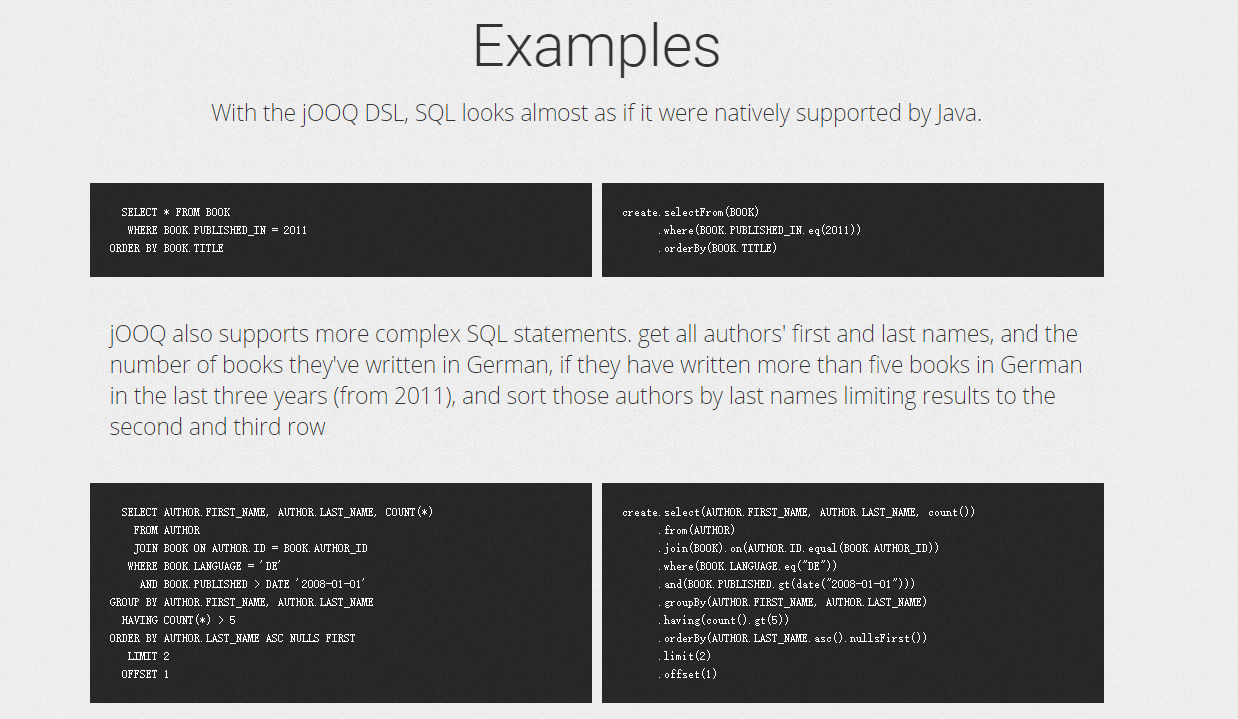 Examples
With the jOOQ DSL, SQL looks almost as if it were natively supported by Java.
SELECT * FROM BOOK
WHERE BOOK.PUBLISHED_IN = 2011
ORDER BY BOOK.TITLE
create.selectFrom(BOOK)
.where(BOOK.PUBLISHED_IN.eq(2011))
.orderBy(BOOK.TITLE)
jOOQ also supports more complex SQL statements. get all authors' first and last names, and the
number of books they've written in German, if they have written more than five books in German
in the last three years (from 2011), and sort those authors by last names limiting results to the
second and third row
SELECT AUTHOR.FIRST_NAME, AUTHOR.LAST_NAME, COUNT(*)
FROM AUTHOR
JOIN BOOK ON AUTHOR.ID = BOOK.AUTHOR_ID
WHERE BOOK.LANGUAGE = 'DE'
AND BOOK.PUBLISHED > DATE '2008-01-01'
GROUP BY AUTHOR.FIRST_NAME, AUTHOR.LAST_NAME
HAVING COUNT(*) > 5
ORDER BY AUTHOR.LAST_NAME ASC NULLS FIRST
LIMIT 2
OFFSET 1
create.select(AUTHOR.FIRST_NAME, AUTHOR.LAST_NAME, count())
.from(AUTHOR)
.join(BOOK).on(AUTHOR.ID.equal(BOOK.AUTHOR_ID))
.where(BOOK.LANGUAGE.eq("DE"))
.and(BOOK.PUBLISHED.gt(date("2008-01-01")))
.groupBy(AUTHOR.FIRST_NAME, AUTHOR.LAST_NAME)
.having(count().gt(5))
.orderBy(AUTHOR.LAST_NAME.asc().nullsFirst())
.limit(2)
.offset(1)